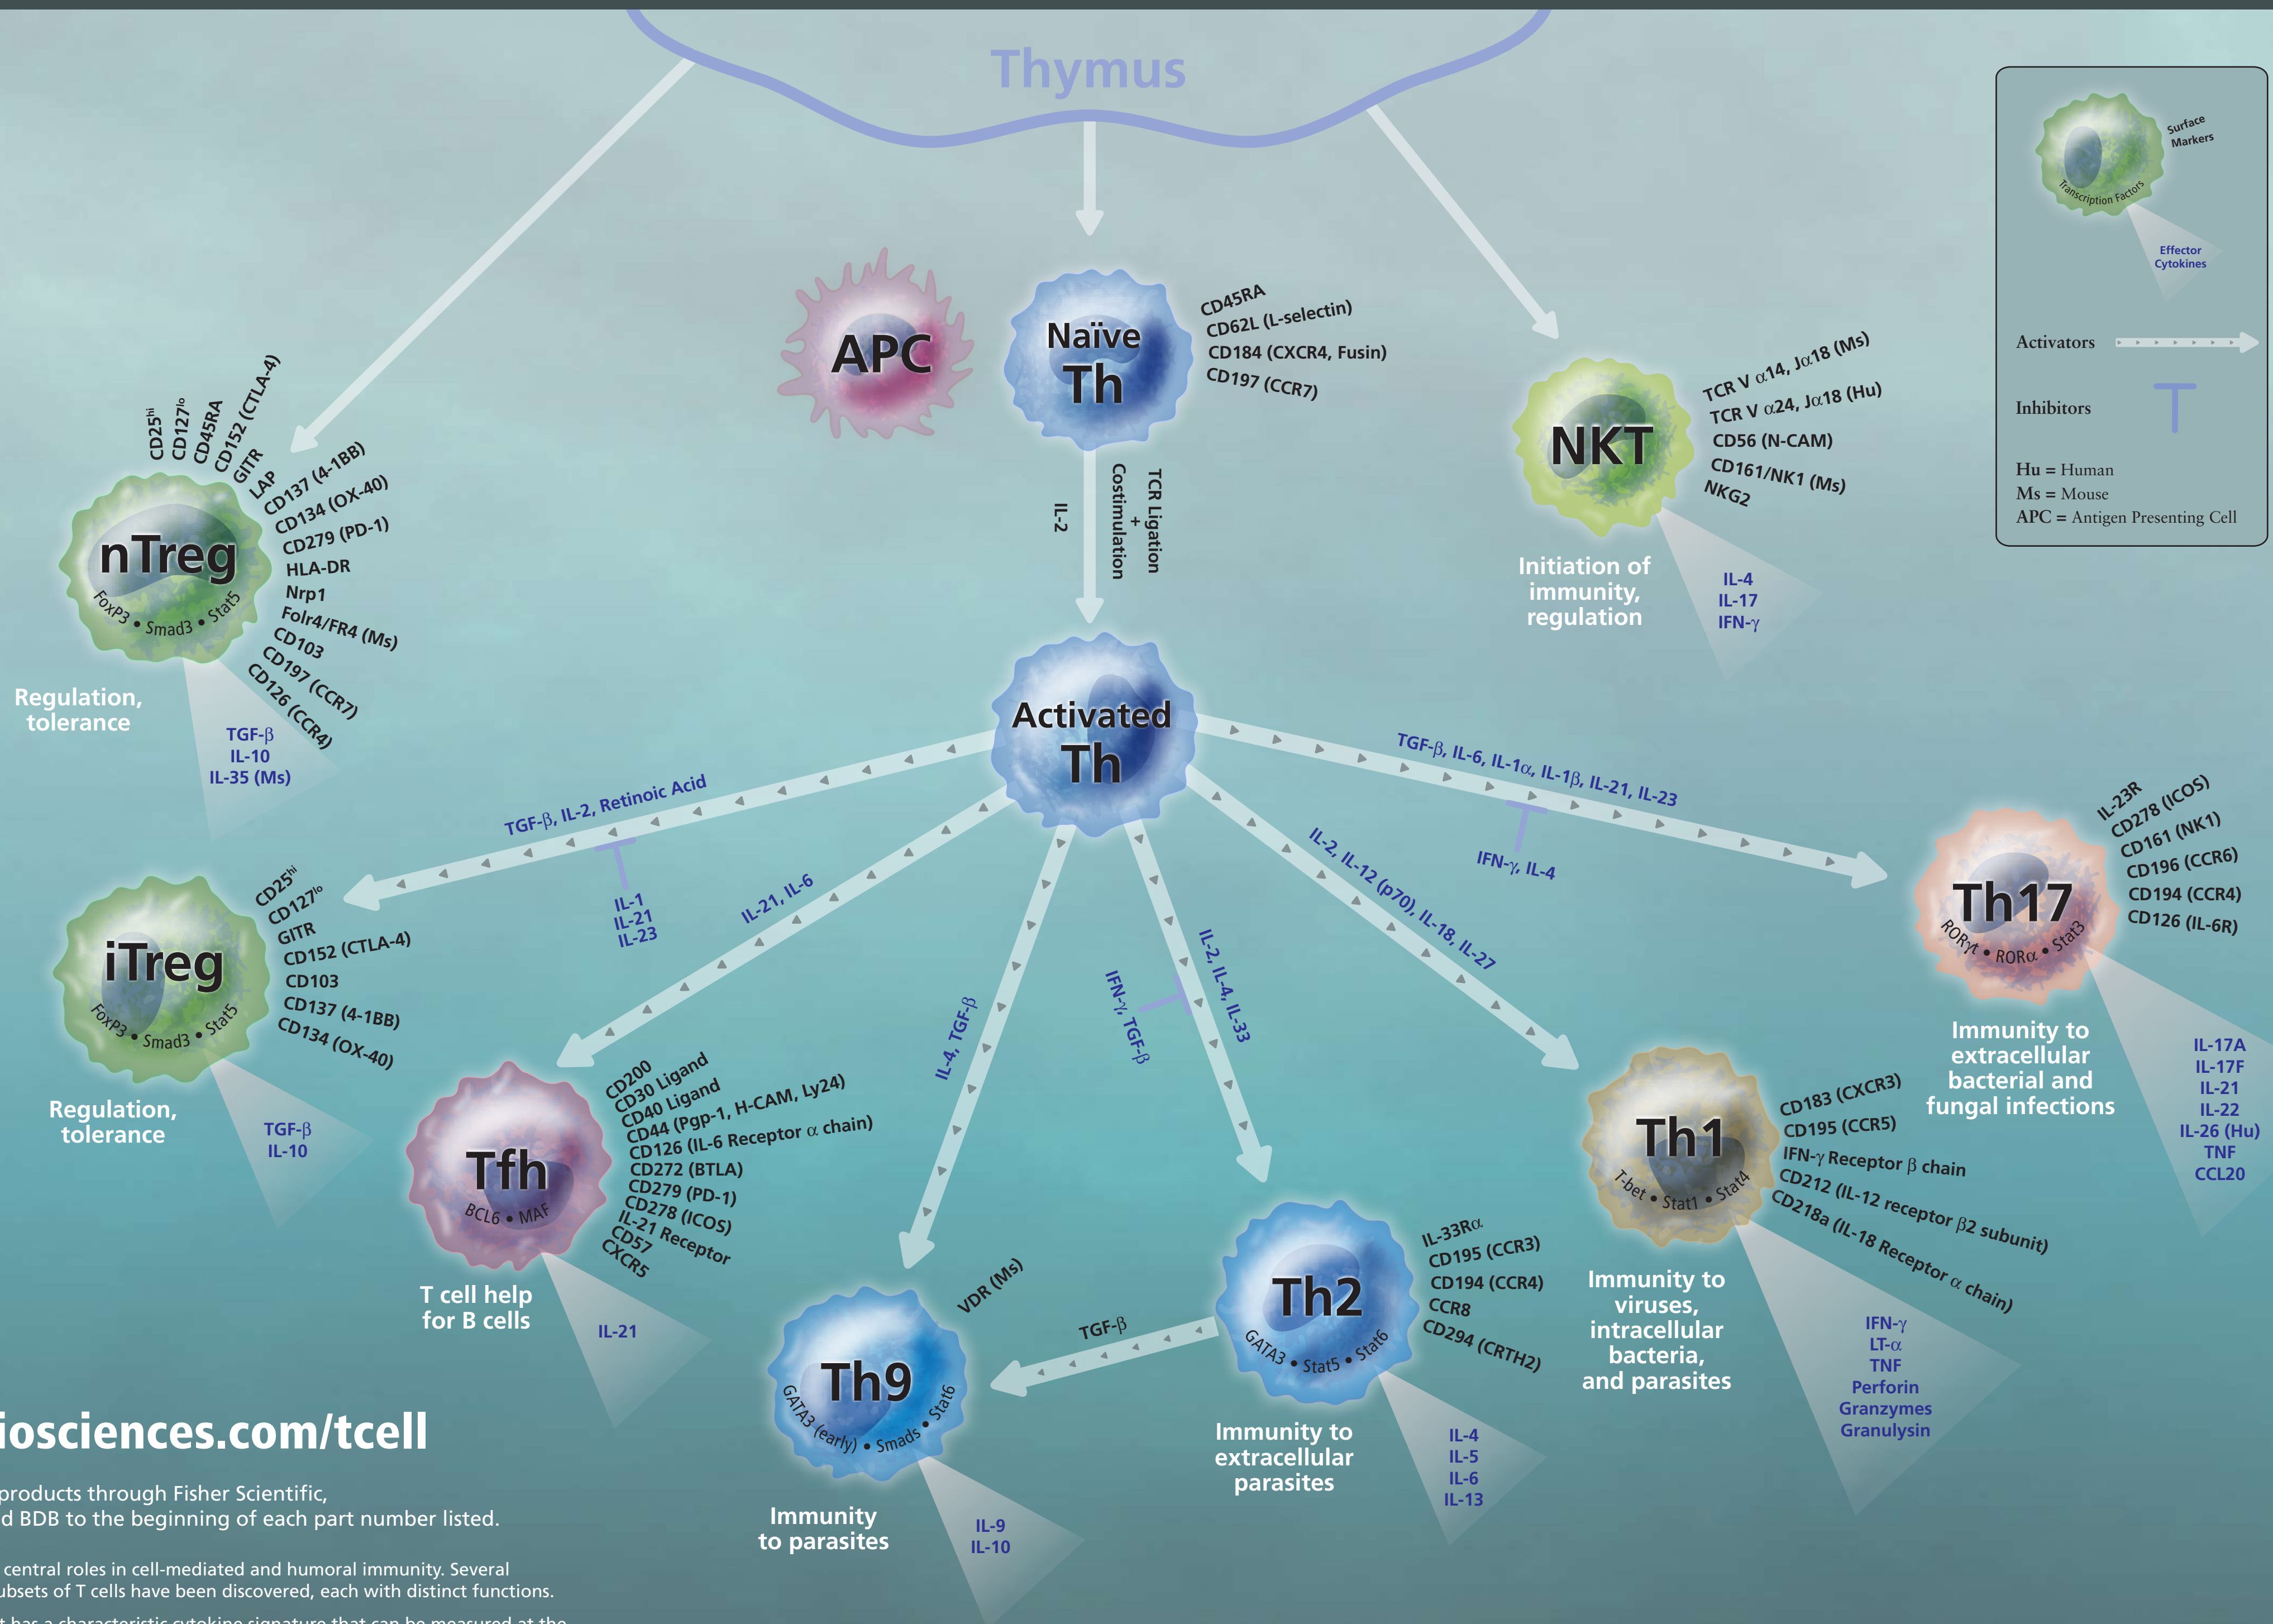 Thymus
Surface
Markers
Transcription Factors
Effector
Cytokines
Activators
Inhibitors
Hu = Human
Ms = Mouse
APC = Antigen Presenting Cell
APC
Naïve
Th
CD45RA
CD62L (L-selectin)
CD184 (CXCR4, Fusin)
CD197 (CCR7)
IL-2
TCR Ligation
+
Costimulation
NKT
TCR V α14, Jα18 (Ms)
TCR V α24, Jα18 (Hu)
CD56 (N-CAM)
CD161/NK1 (Ms)
NKG2
Initiation of
immunity,
regulation
IL-4
IL-17
IFN-γ
CD25hi
CD127lo
CD45RA
CD152 (CTLA-4)
GITR
LAP
CD137 (4-1BB)
CD134 (OX-40)
CD279 (PD-1)
HLA-DR
Nrp1
Folr4/FR4 (Ms)
CD103
CD197 (CCR7)
CD126 (CCR4)
nTreg
FoxP3 • Smad3 • Stat5
Regulation,
tolerance
TGF-β
IL-10
IL-35 (Ms)
Activated
Th
TGF-β, IL-2, Retinoic Acid
IL-1
IL-21
IL-23
IL-21, IL-6
IL-4, TGF-β
IFN-γ, TGF-β
IL-2, IL-4, IL-33
IL-2, IL-12 (p70), IL-18, IL-27
TGF-β, IL-6, IL-1α, IL-1β, IL-21, IL-23
IFN-γ, IL-4
iTreg
FoxP3 • Smad3 • Stat5
CD25hi
CD127lo
GITR
CD152 (CTLA-4)
CD103
CD137 (4-1BB)
CD134 (OX-40)
Regulation,
tolerance
TGF-β
IL-10
Tfh
BCL6 • MAF
CD200
CD30 Ligand
CD40 Ligand
CD44 (Pgp-1, H-CAM, Ly24)
CD126 (IL-6 Receptor α chain)
CD272 (BTLA)
CD279 (PD-1)
CD278 (ICOS)
IL-21 Receptor
CD57
CXCR5
T cell help
for B cells
IL-21
Th9
GATA3 (early) • Smads • Stat6
VDR (Ms)
Immunity
to parasites
IL-9
IL-10
TGF-β
Th2
GATA3 • Stat5 • Stat6
IL-33Rα
CD195 (CCR3)
CD194 (CCR4)
CCR8
CD294 (CRTH2)
Immunity to
extracellular
parasites
IL-4
IL-5
IL-6
IL-13
Th1
T-bet • Stat1 • Stat4
CD183 (CXCR3)
CD195 (CCR5)
IFN-γ Receptor β chain
CD212 (IL-12 receptor β2 subunit)
CD218a (IL-18 Receptor α chain)
Immunity to
viruses,
intracellular
bacteria,
and parasites
IFN-γ
LT-α
TNF
Perforin
Granzymes
Granulysin
Th17
RORγt • RORα • Stat3
IL-23R
CD278 (ICOS)
CD161 (NK1)
CD196 (CCR6)
CD194 (CCR4)
CD126 (IL-6R)
Immunity to
extracellular
bacterial and
fungal infections
IL-17A
IL-17F
IL-21
IL-22
IL-26 (Hu)
TNF
CCL20
iosciences.com/tcell
products through Fisher Scientific,
d BDB to the beginning of each part number listed.
central roles in cell-mediated and humoral immunity. Several
ubsets of T cells have been discovered, each with distinct functions.
t has a characteristic cytokine signature that can be measured at the